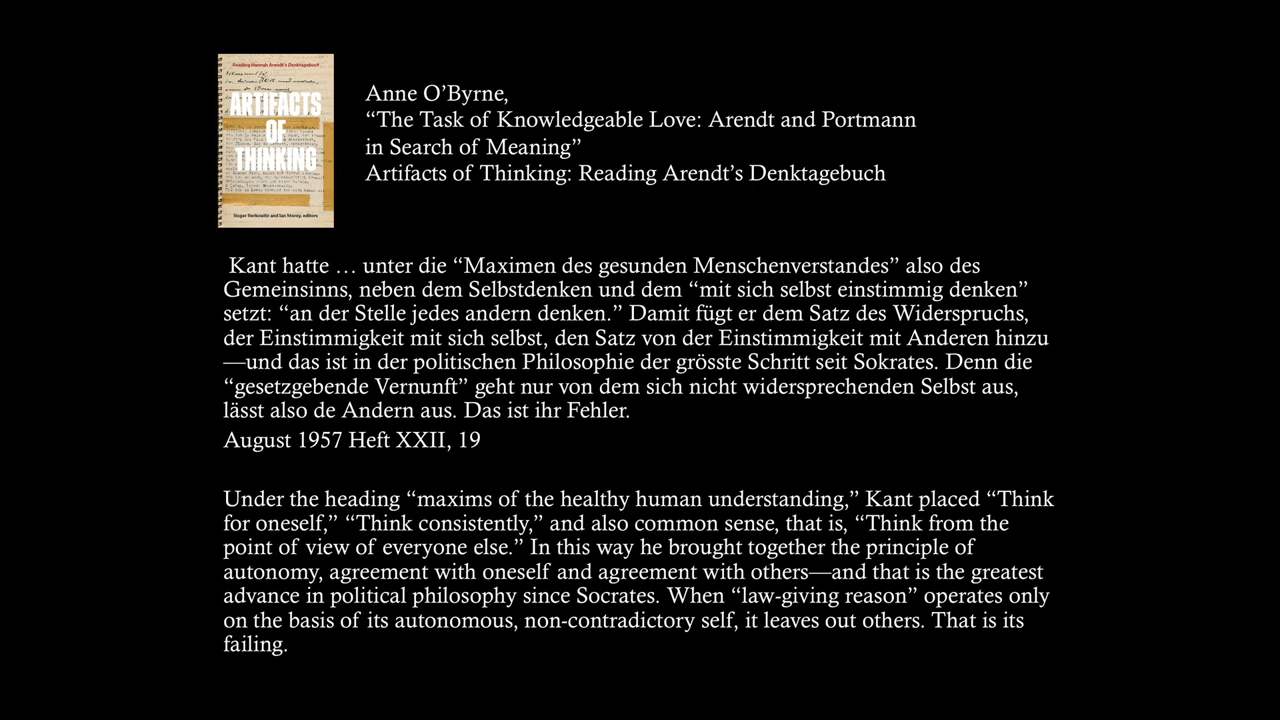 Reading Hannah Arendt's Denktagebuch
ARTIFACTS
OF
THINKING
Roger Berkowitz and Ian Storey, editors
Anne O’Byrne,
“The Task of Knowledgeable Love: Arendt and Portmann
in Search of Meaning”
Artifacts of Thinking: Reading Arendt’s Denktagebuch
Kant hatte … unter die “Maximen des gesunden Menschenverstandes” also des
Gemeinsinns, neben dem Selbstdenken und dem “mit sich selbst einstimmig denken”
setzt: “an der Stelle jedes andern denken.” Damit fügt er dem Satz des Widerspruchs,
der Einstimmigkeit mit sich selbst, den Satz von der Einstimmigkeit mit Anderen hinzu
—und das ist in der politischen Philosophie der grösste Schritt seit Sokrates. Denn die
“gesetzgebende Vernunft” geht nur von dem sich nicht widersprechenden Selbst aus,
lässt also de Andern aus. Das ist ihr Fehler.
August 1957 Heft XXII, 19
Under the heading “maxims of the healthy human understanding,” Kant placed “Think
for oneself,” “Think consistently,” and also common sense, that is, “Think from the
point of view of everyone else.” In this way he brought together the principle of
autonomy, agreement with oneself and agreement with others—and that is the greatest
advance in political philosophy since Socrates. When “law-giving reason” operates only
on the basis of its autonomous, non-contradictory self, it leaves out others. That is its
failing.